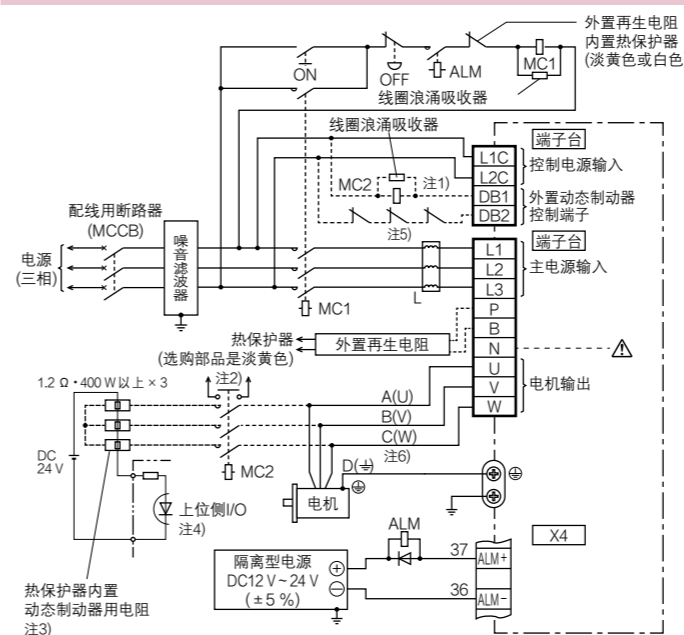 外置再生电阻
内置热保护器
(淡黄色或白色
ON
OFF
ALM
MC1
线圈浪涌吸收器
线圈浪涌吸收器
端子台
L1C
L2C
控制电源输入
MC2
注1)
DB1
DB2
外置动态制动器
控制端子
注5)
配线用断路器
(MCCB)
电源
(三相)
噪音滤波器
端子台
L1
L2
L3
主电源输入
L
MC1
P
B
N
热保护器
(选购部品是淡黄色)
外置再生电阻
U
V
W
电机输出
1.2 Ω・400 W以上×3
注2)
A(U)
B(V)
C(W)
注6)
DC
24 V
MC2
D(⏚)
电机
上位侧I/O
注4)
ALM
X4
37
ALM+
36
ALM−
隔离型电源
DC12 V~24 V
(±5 %)
热保护器内置
动态制动器用电阻
注3)